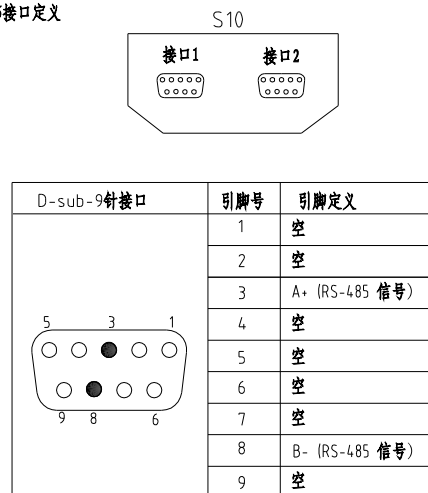 接口定义
S10
接口1 接口2
D-sub-9针接口 引脚号 引脚定义
1 空
2 空
3 A+ (RS-485 信号)
4 空
5 空
6 空
7 空
8 B- (RS-485 信号)
9 空
5 3 1
9 8 6